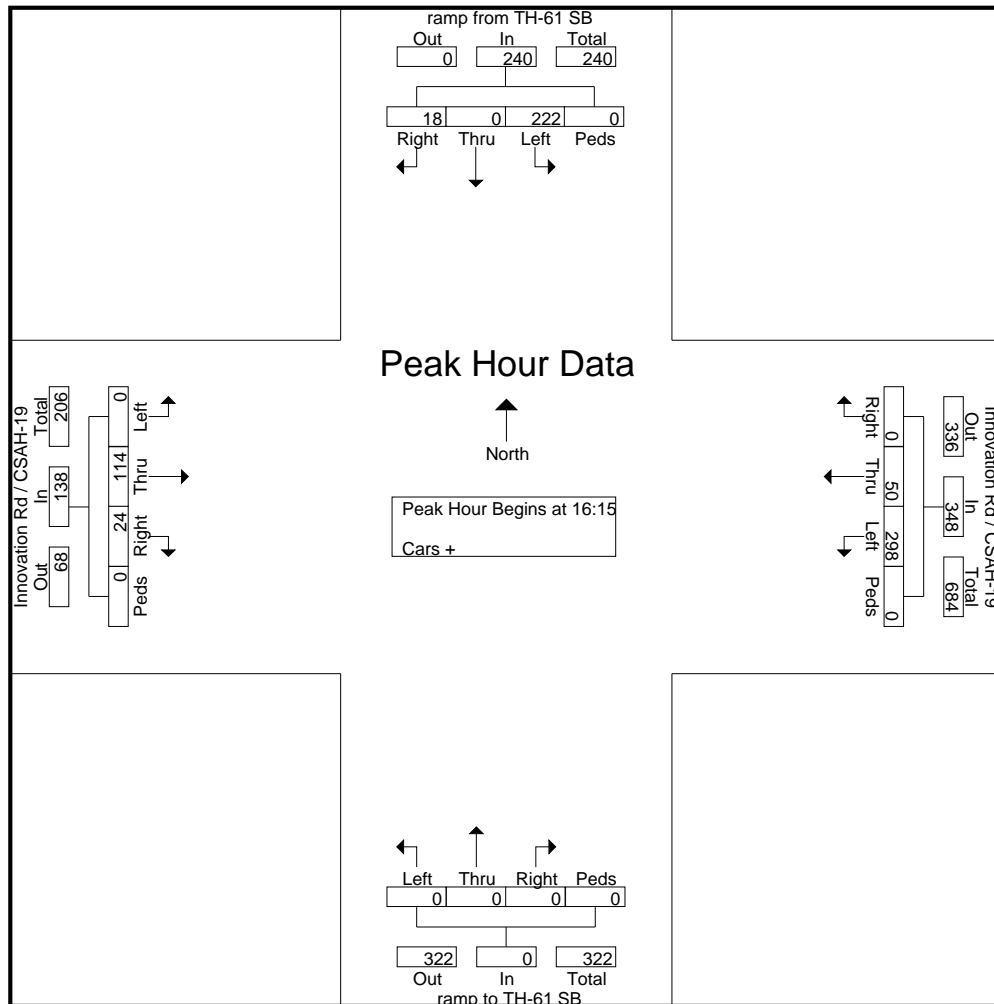 ramp from TH-61 SB
Out In Total
0 240 240
18 0 222 0
Right Thru Left Peds
Peak Hour Data
North
Peak Hour Begins at 16:15
Cars +
Innovation Rd / CSAH-19
Total In Out
206 138 68
0 114 24 0
Left Thru Right Peds
Right Thru Left Peds
0 50 298 0
336 348 684
Out In Total
Innovation Rd / CSAH-19
Left Thru Right Peds
0 0 0 0
322 0 322
Out In Total
ramp to TH-61 SB